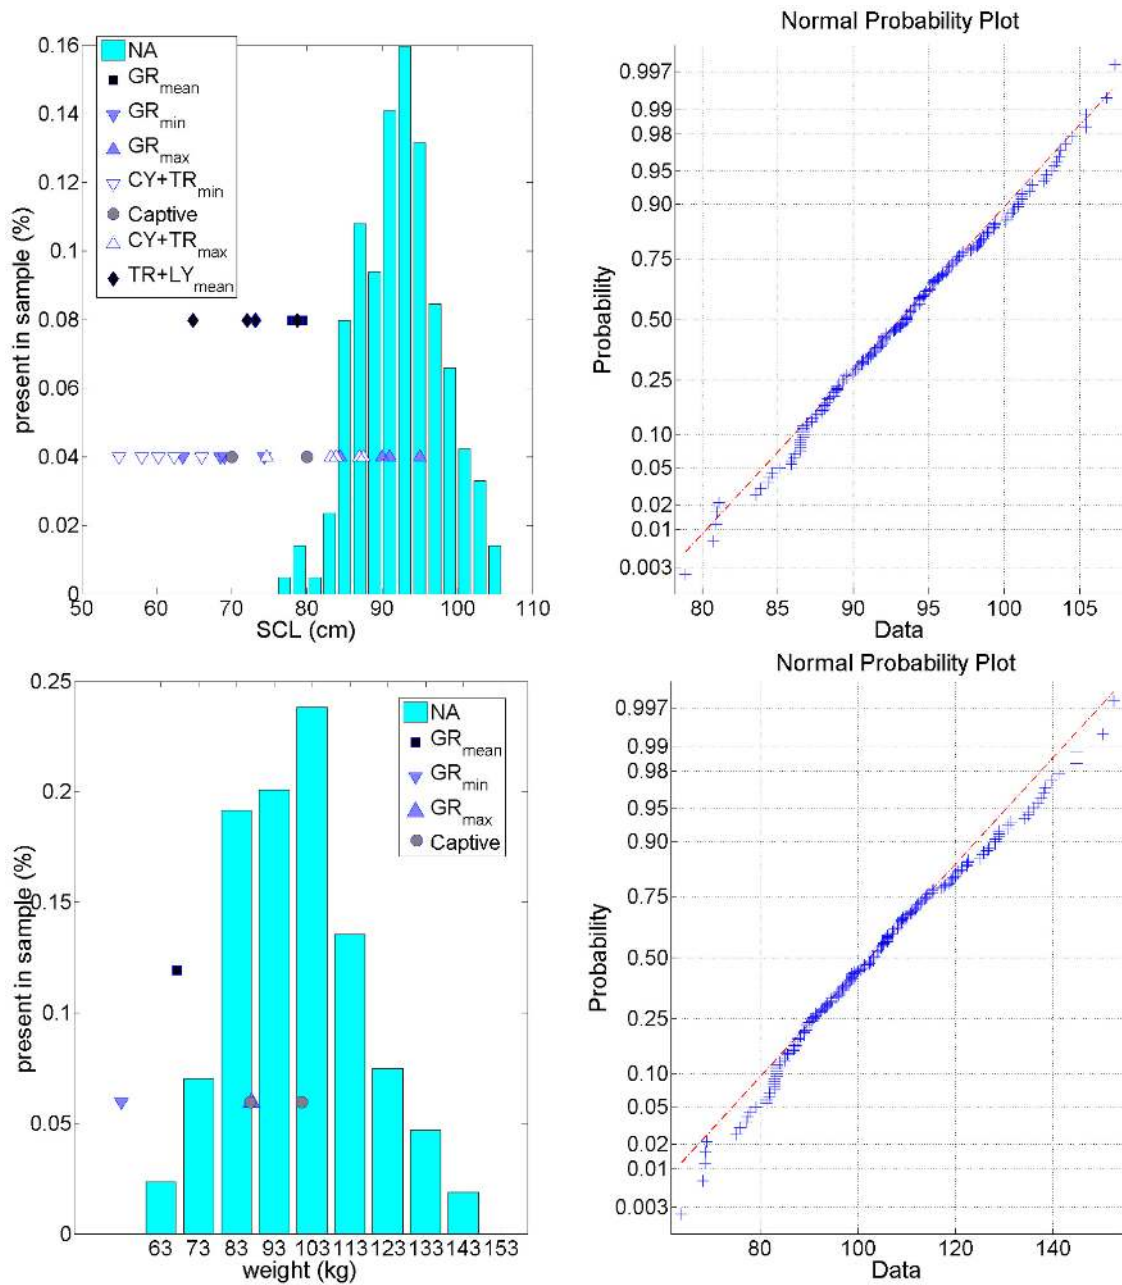 0.16
0.14
0.12
0.1
0.08
0.06
0.04
0.02
0
present in sample (%)
NA
GRmean
GRmin
GRmax
CY+TRmin
Captive
CY+TRmax
TR+LYmean
50 60 70 80 90 100 110
SCL (cm)
Normal Probability Plot
0.997
0.99
0.98
0.95
0.90
0.75
0.50
0.25
0.10
0.05
0.02
0.01
0.003
Probability
80 85 90 95 100 105
Data
0.25
0.2
0.15
0.1
0.05
0
present in sample (%)
NA
GRmean
GRmin
GRmax
Captive
63 73 83 93 103 113 123 133 143 153
weight (kg)
Normal Probability Plot
0.997
0.99
0.98
0.95
0.90
0.75
0.50
0.25
0.10
0.05
0.02
0.01
0.003
Probability
80 100 120 140
Data